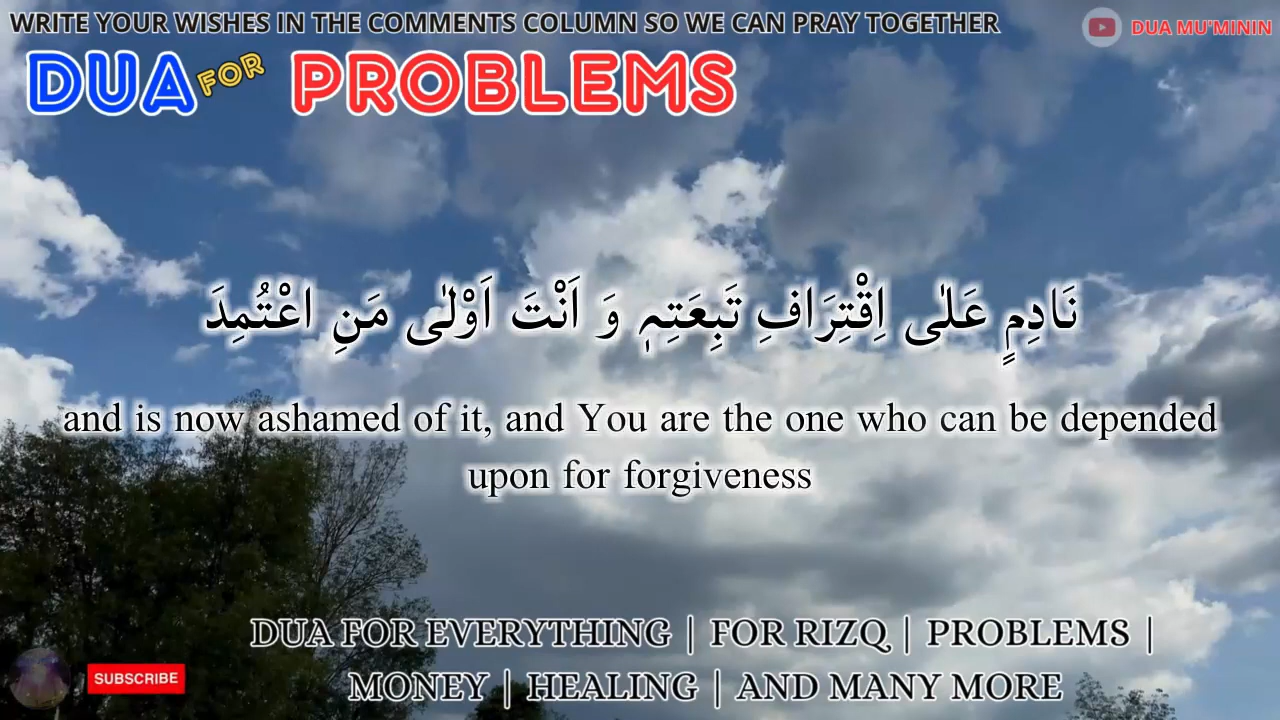 WRITE YOUR WISHES IN THE COMMENTS COLUMN SO WE CAN PRAY TOGETHER
DUA MU'MININ
DUA FOR PROBLEMS
نَادِمٍ عَلٰى اِقْتِرَافِ تَبِعَتِہٖ وَ اَنْتَ اَوْلٰى مَنِ اعْتُمِدَ
and is now ashamed of it, and You are the one who can be depended
upon for forgiveness
DUA FOR EVERYTHING | FOR RIZQ | PROBLEMS |
MONEY | HEALING | AND MANY MORE
SUBSCRIBE